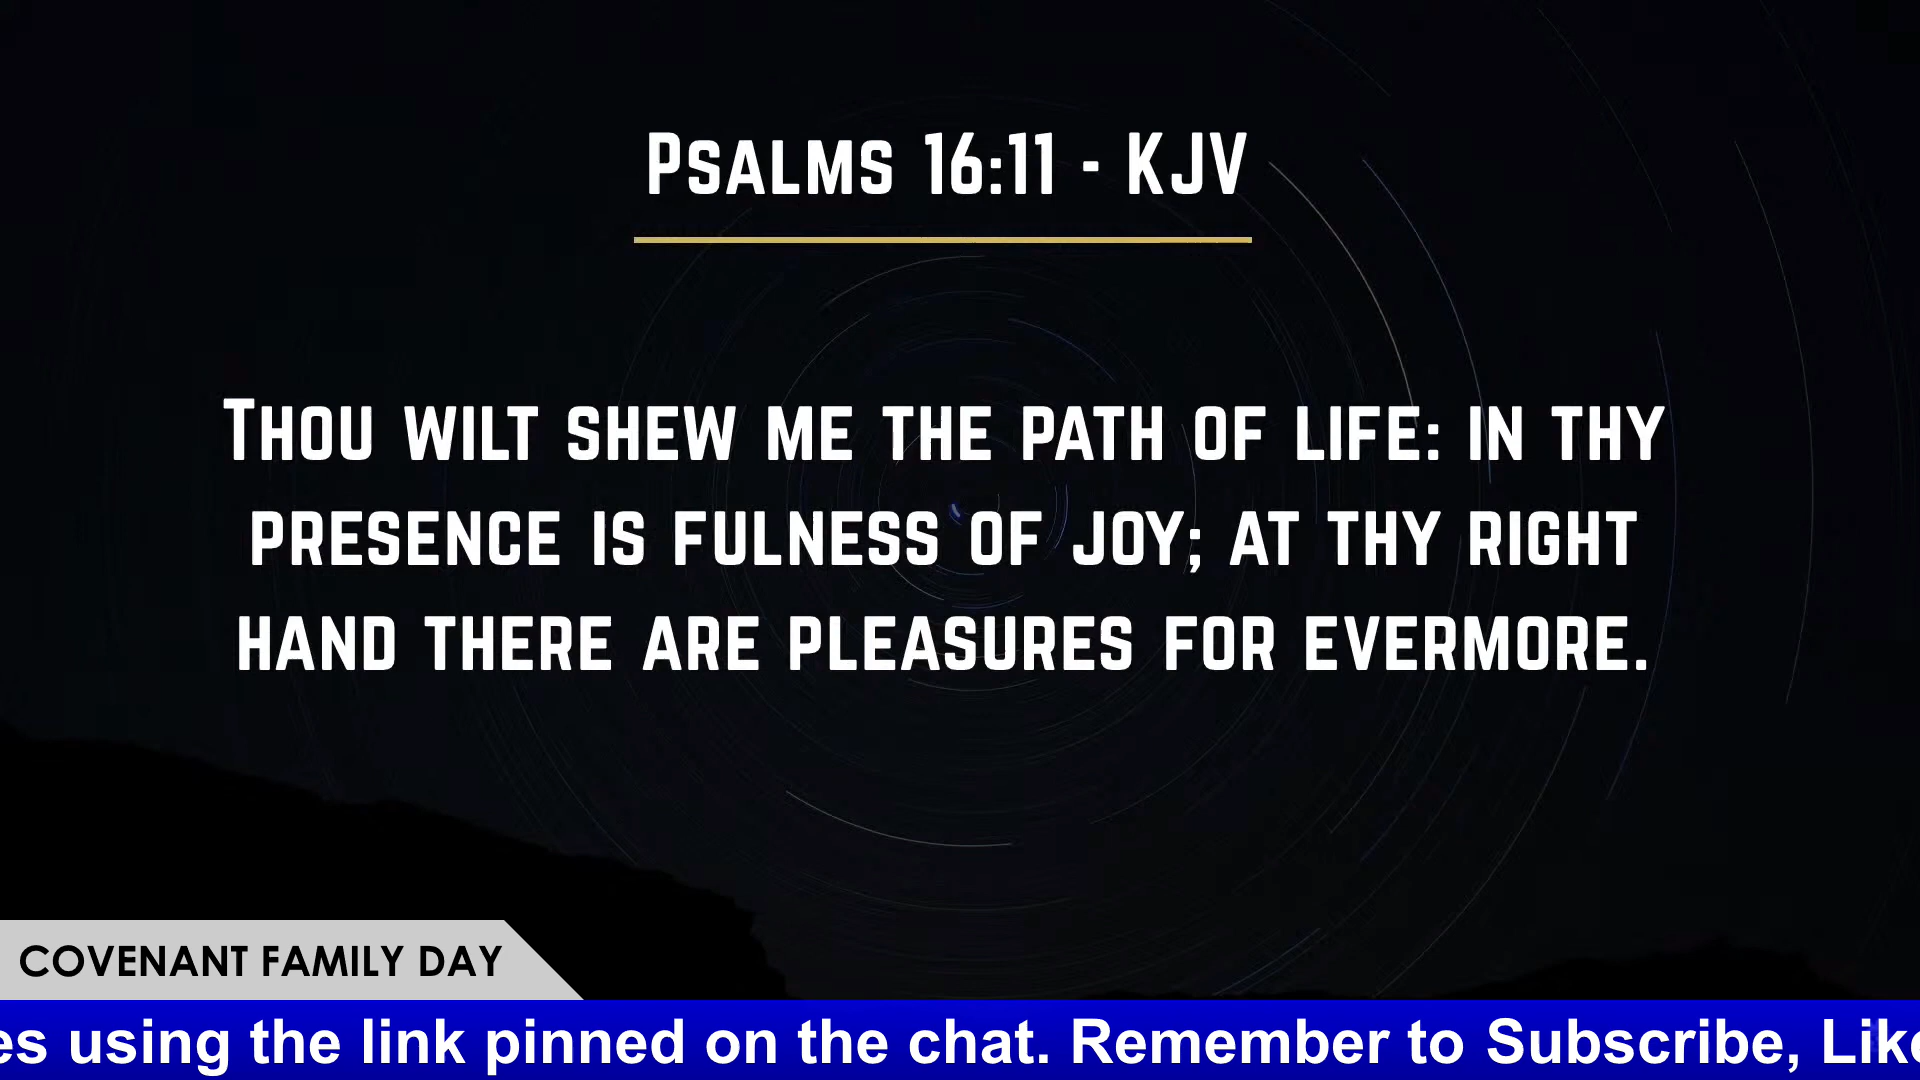 Psalms 16:11 - KJV
Thou wilt shew me the path of life: in thy
presence is fulness of joy; at thy right
hand there are pleasures for evermore.
COVENANT FAMILY DAY
es using the link pinned on the chat. Remember to Subscribe, Like